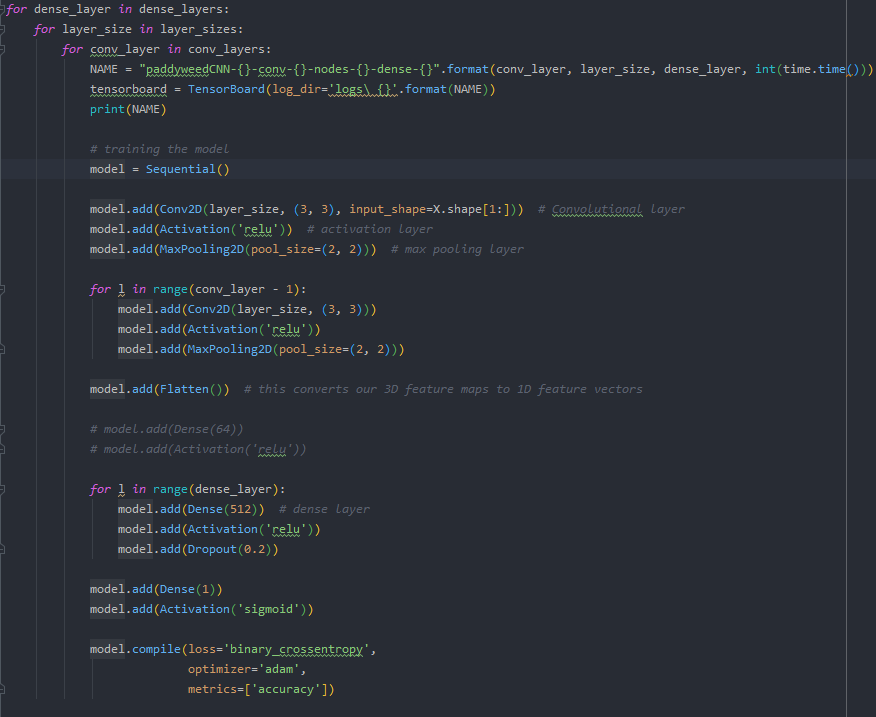 for dense_layer in dense_layers:
for layer_size in layer_sizes:
for conv_layer in conv_layers:
NAME = "paddyweedCNN-{}-conv-{}-nodes-{}-dense-{}".format(conv_layer, layer_size, dense_layer, int(time.time()))
tensorboard = TensorBoard(log_dir='logs\_{}'.format(NAME))
print(NAME)
# training the model
model = Sequential()
model.add(Conv2D(layer_size, (3, 3), input_shape=X.shape[1:])) # Convolutional layer
model.add(Activation('relu')) # activation layer
model.add(MaxPooling2D(pool_size=(2, 2))) # max pooling layer
for l in range(conv_layer - 1):
model.add(Conv2D(layer_size, (3, 3)))
model.add(Activation('relu'))
model.add(MaxPooling2D(pool_size=(2, 2)))
model.add(Flatten()) # this converts our 3D feature maps to 1D feature vectors
# model.add(Dense(64))
# model.add(Activation('relu'))
for l in range(dense_layer):
model.add(Dense(512)) # dense layer
model.add(Activation('relu'))
model.add(Dropout(0.2))
model.add(Dense(1))
model.add(Activation('sigmoid'))
model.compile(loss='binary_crossentropy',
optimizer='adam',
metrics=['accuracy'])